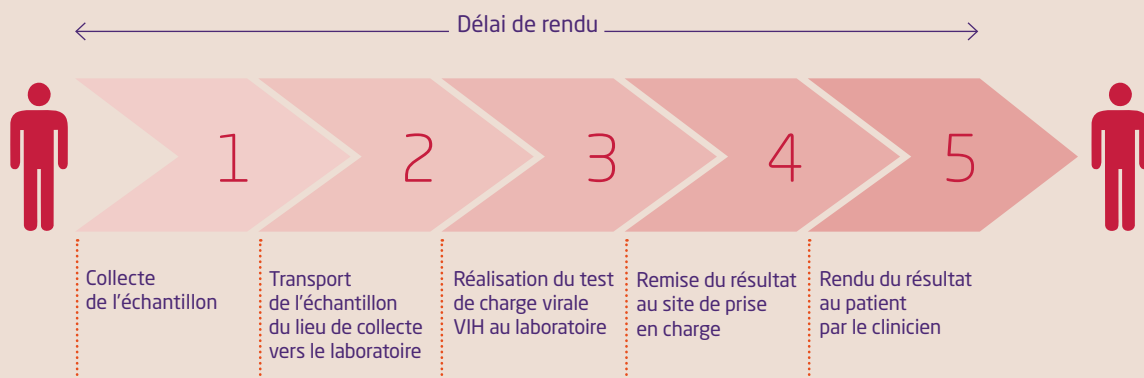 Délai de rendu
1
2
3
4
5
Collecte
de l'échantillon
Transport
de l'échantillon
du lieu de collecte
vers le laboratoire
Réalisation du test
de charge virale
VIH au laboratoire
Remise du résultat
au site de prise
en charge
Rendu du résultat
au patient
par le clinicien